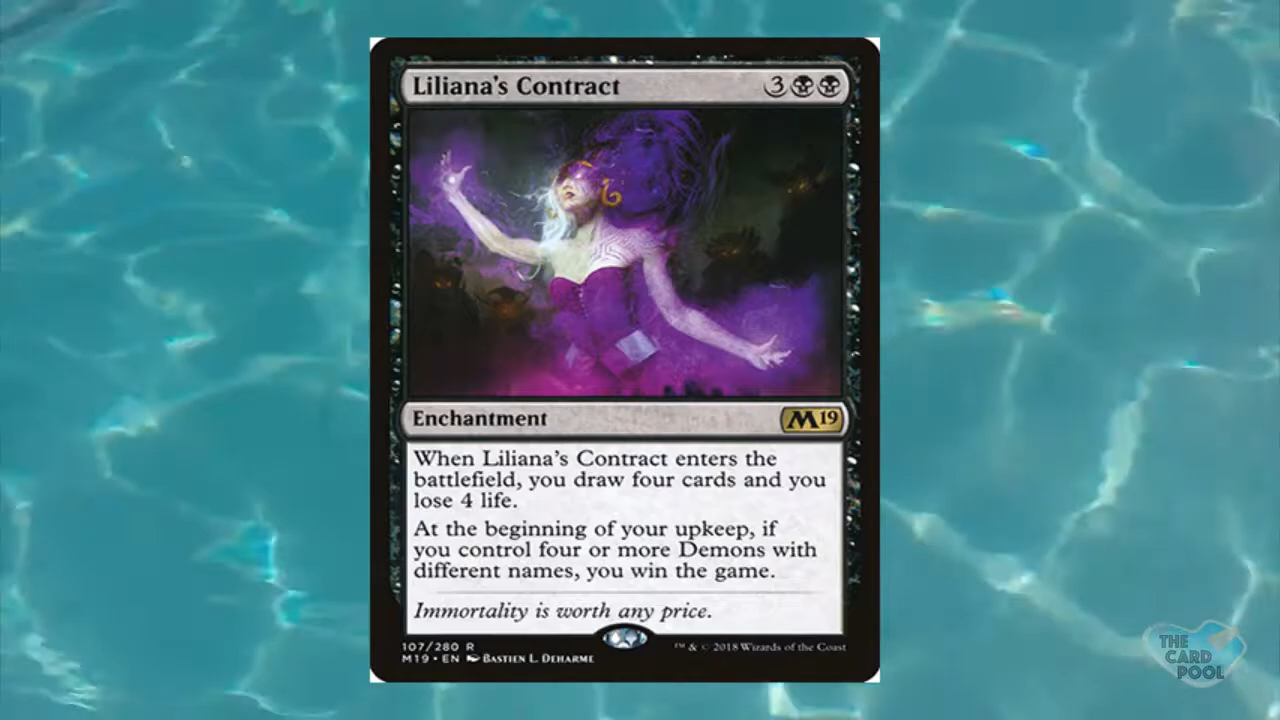 Liliana's Contract 3
Enchantment
M19
When Liliana's Contract enters the
battlefield, you draw four cards and you
lose 4 life.
At the beginning of your upkeep, if
you control four or more Demons with
different names, you win the game.
Immortality is worth any price.
107/280 R
M19 • EN Bastien L. Deharme
™ & © 2018 Wizards of the Coast
THE
CARD
POOL